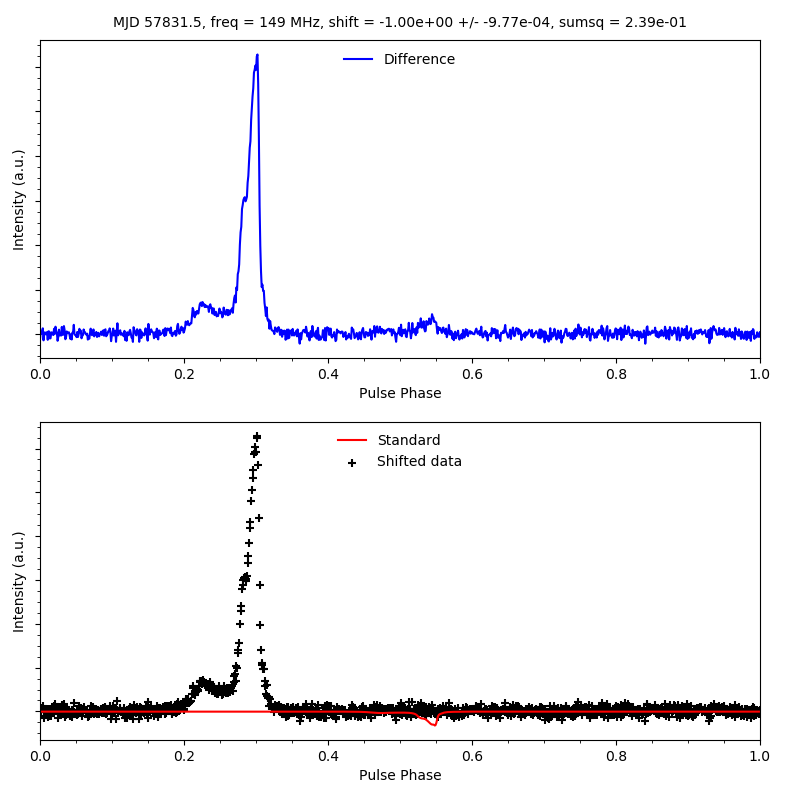 MJD 57831.5, freq = 149 MHz, shift = -1.00e+00 +/- -9.77e-04, sumsq = 2.39e-01
Difference
Intensity (a.u.)
0.0 0.2 0.4 0.6 0.8 1.0
Pulse Phase
Standard
Shifted data
Intensity (a.u.)
0.0 0.2 0.4 0.6 0.8 1.0
Pulse Phase